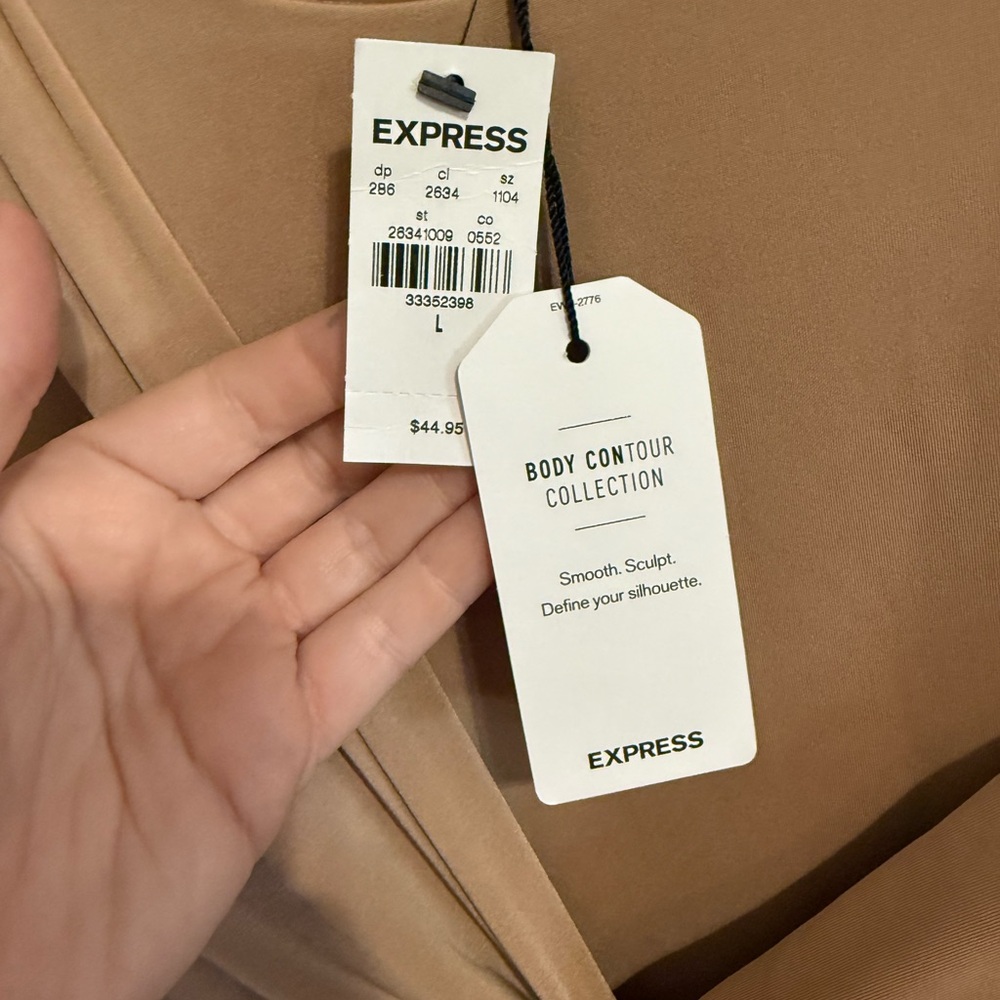 EXPRESS
dp cl sz
286 2634 1104
st co
26341009 0552
33352398
L
$44.95
-2776
BODY CONTOUR
COLLECTION
Smooth. Sculpt.
Define your silhouette.
EXPRESS